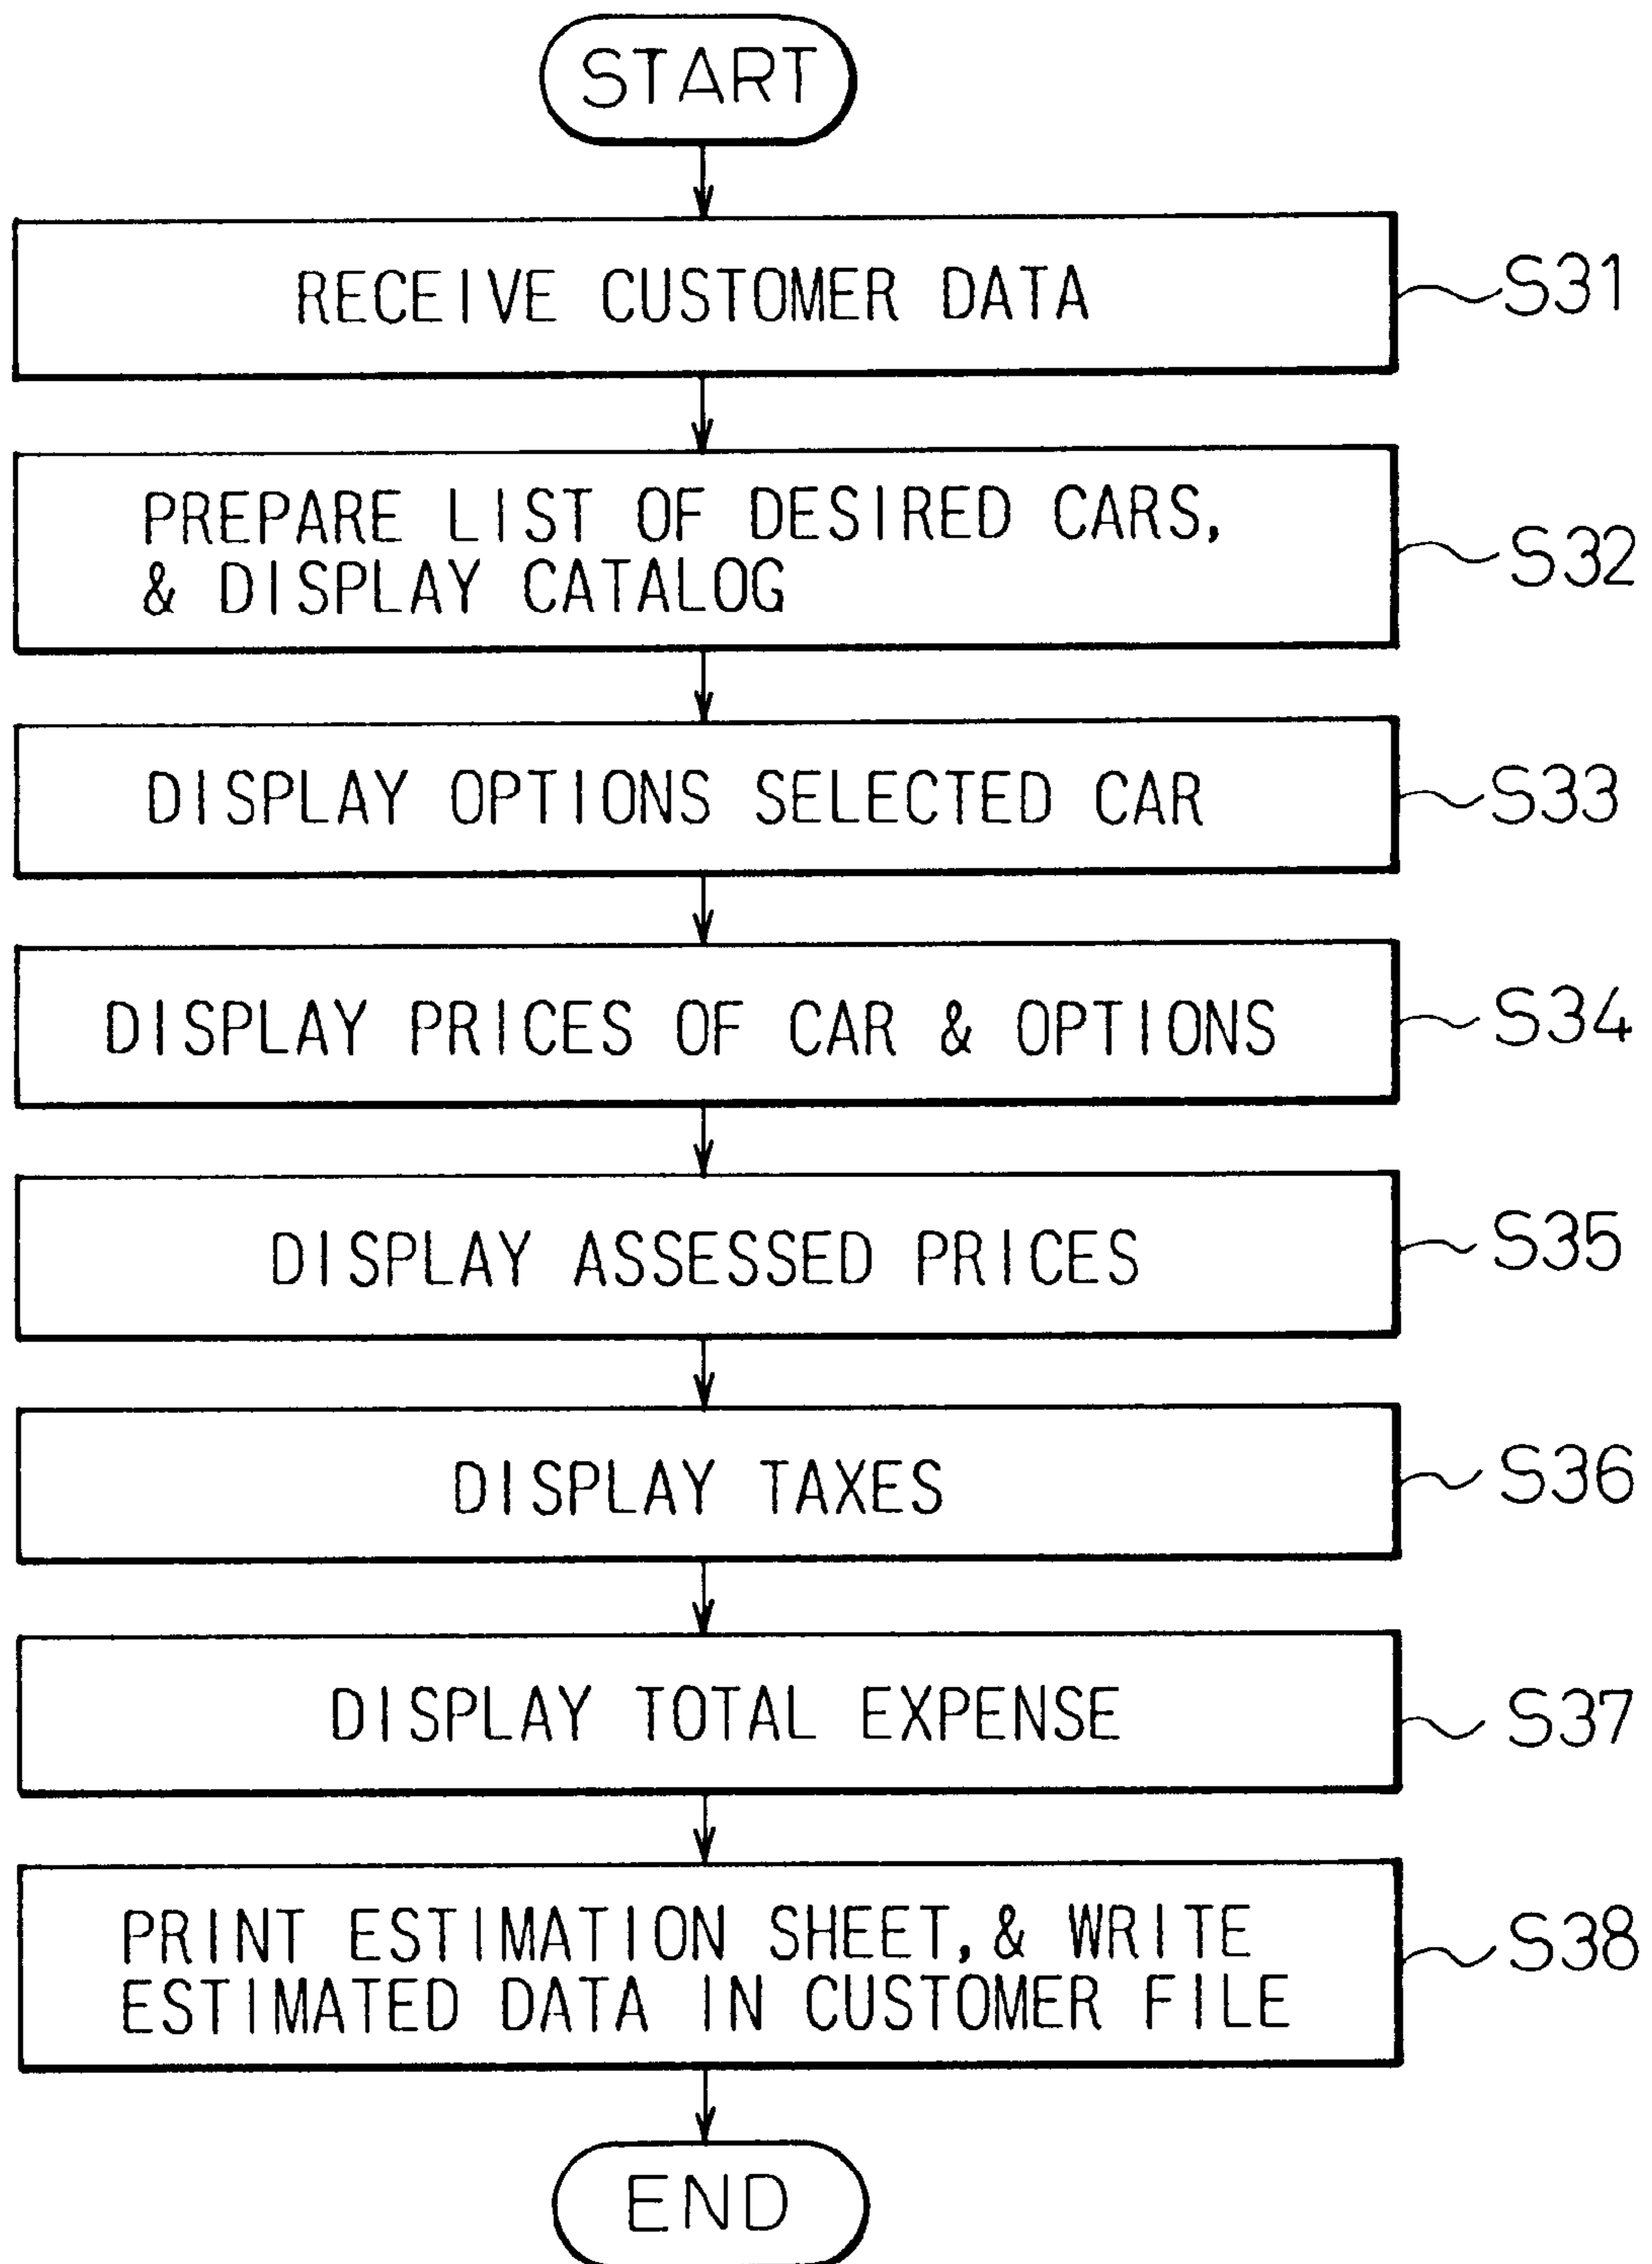 START
RECEIVE CUSTOMER DATA
S31
PREPARE LIST OF DESIRED CARS,
& DISPLAY CATALOG
S32
DISPLAY OPTIONS SELECTED CAR
S33
DISPLAY PRICES OF CAR & OPTIONS
S34
DISPLAY ASSESSED PRICES
S35
DISPLAY TAXES
S36
DISPLAY TOTAL EXPENSE
S37
PRINT ESTIMATION SHEET,& WRITE
ESTIMATED DATA IN CUSTOMER FILE
S38
END